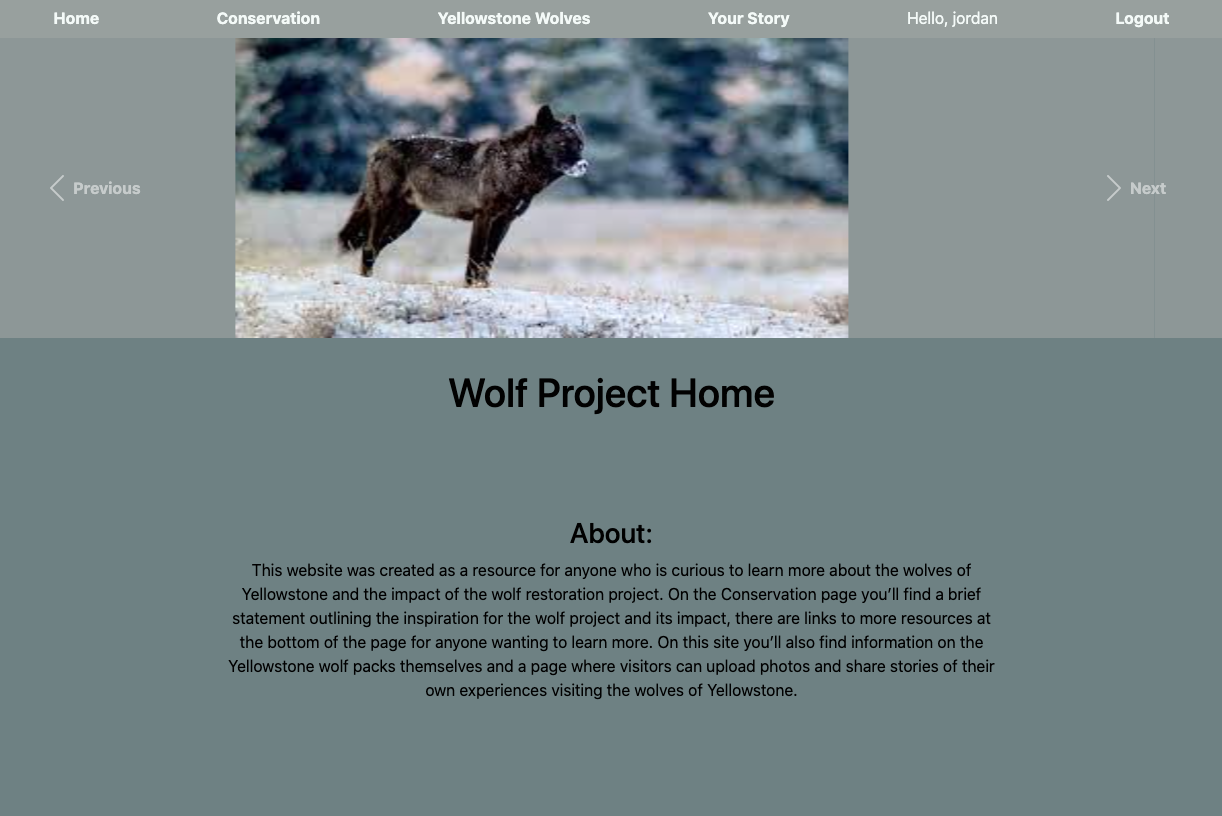 Home Conservation Yellowstone Wolves Your Story Hello, jordan Logout
Previous Next
Wolf Project Home
About:
This website was created as a resource for anyone who is curious to learn more about the wolves of
Yellowstone and the impact of the wolf restoration project. On the Conservation page you’ll find a brief
statement outlining the inspiration for the wolf project and its impact, there are links to more resources at
the bottom of the page for anyone wanting to learn more. On this site you’ll also find information on the
Yellowstone wolf packs themselves and a page where visitors can upload photos and share stories of their
own experiences visiting the wolves of Yellowstone.